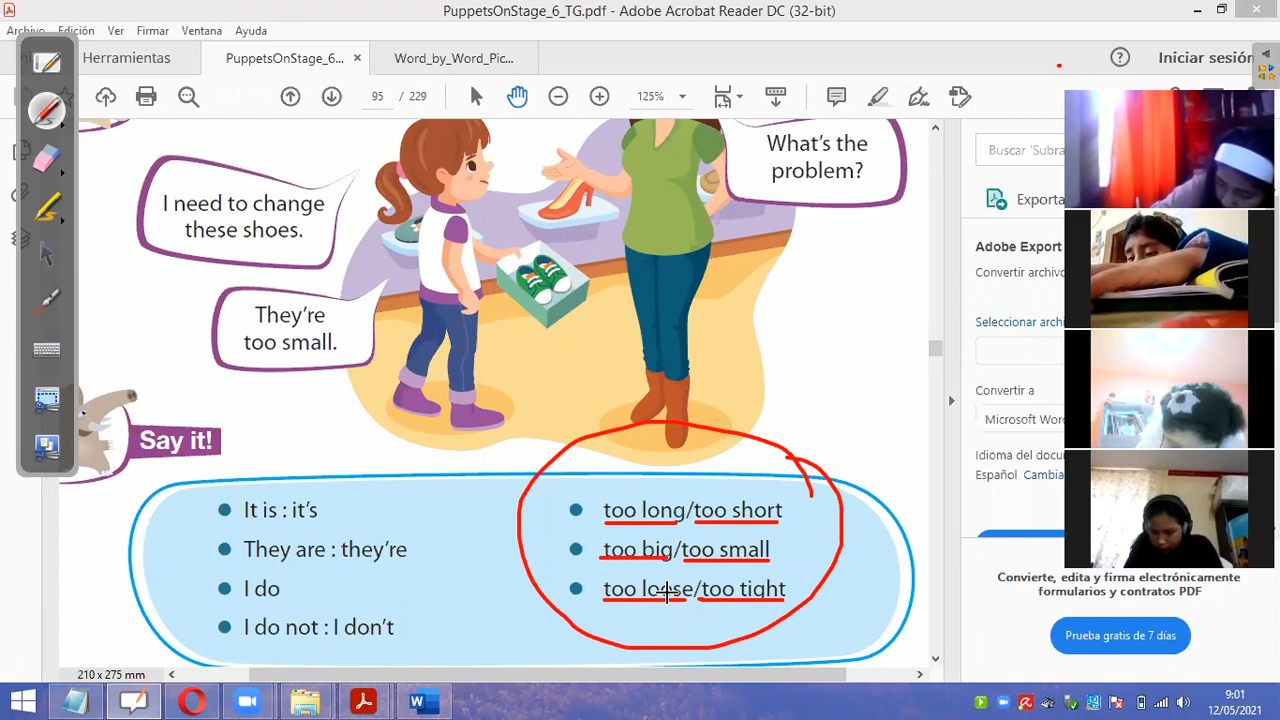 PuppetsOnStage_6_TG.pdf - Adobe Acrobat Reader DC (32-bit)
Archivo Edición Ver Firmar Ventana Ayuda
Herramientas PuppetsOnStage_6... × Word_by_Word_Pic...
Iniciar sesión
95 / 229
125%
What's the
problem?
I need to change
these shoes.
They're
too small.
Say it!
It is : it's
They are : they're
I do
I do not : I don't
too long/too short
too big/too small
too loose/too tight
210 x 275 mm
Buscar 'Subra
Exporta
Adobe Export
Convertir archivo
Seleccionar archi
Convertir a
Microsoft Word
Idioma del docu
Español Cambia
Convierte, edita y firma electrónicamente
formularios y contratos PDF
Prueba gratis de 7 días
9:01
12/05/2021